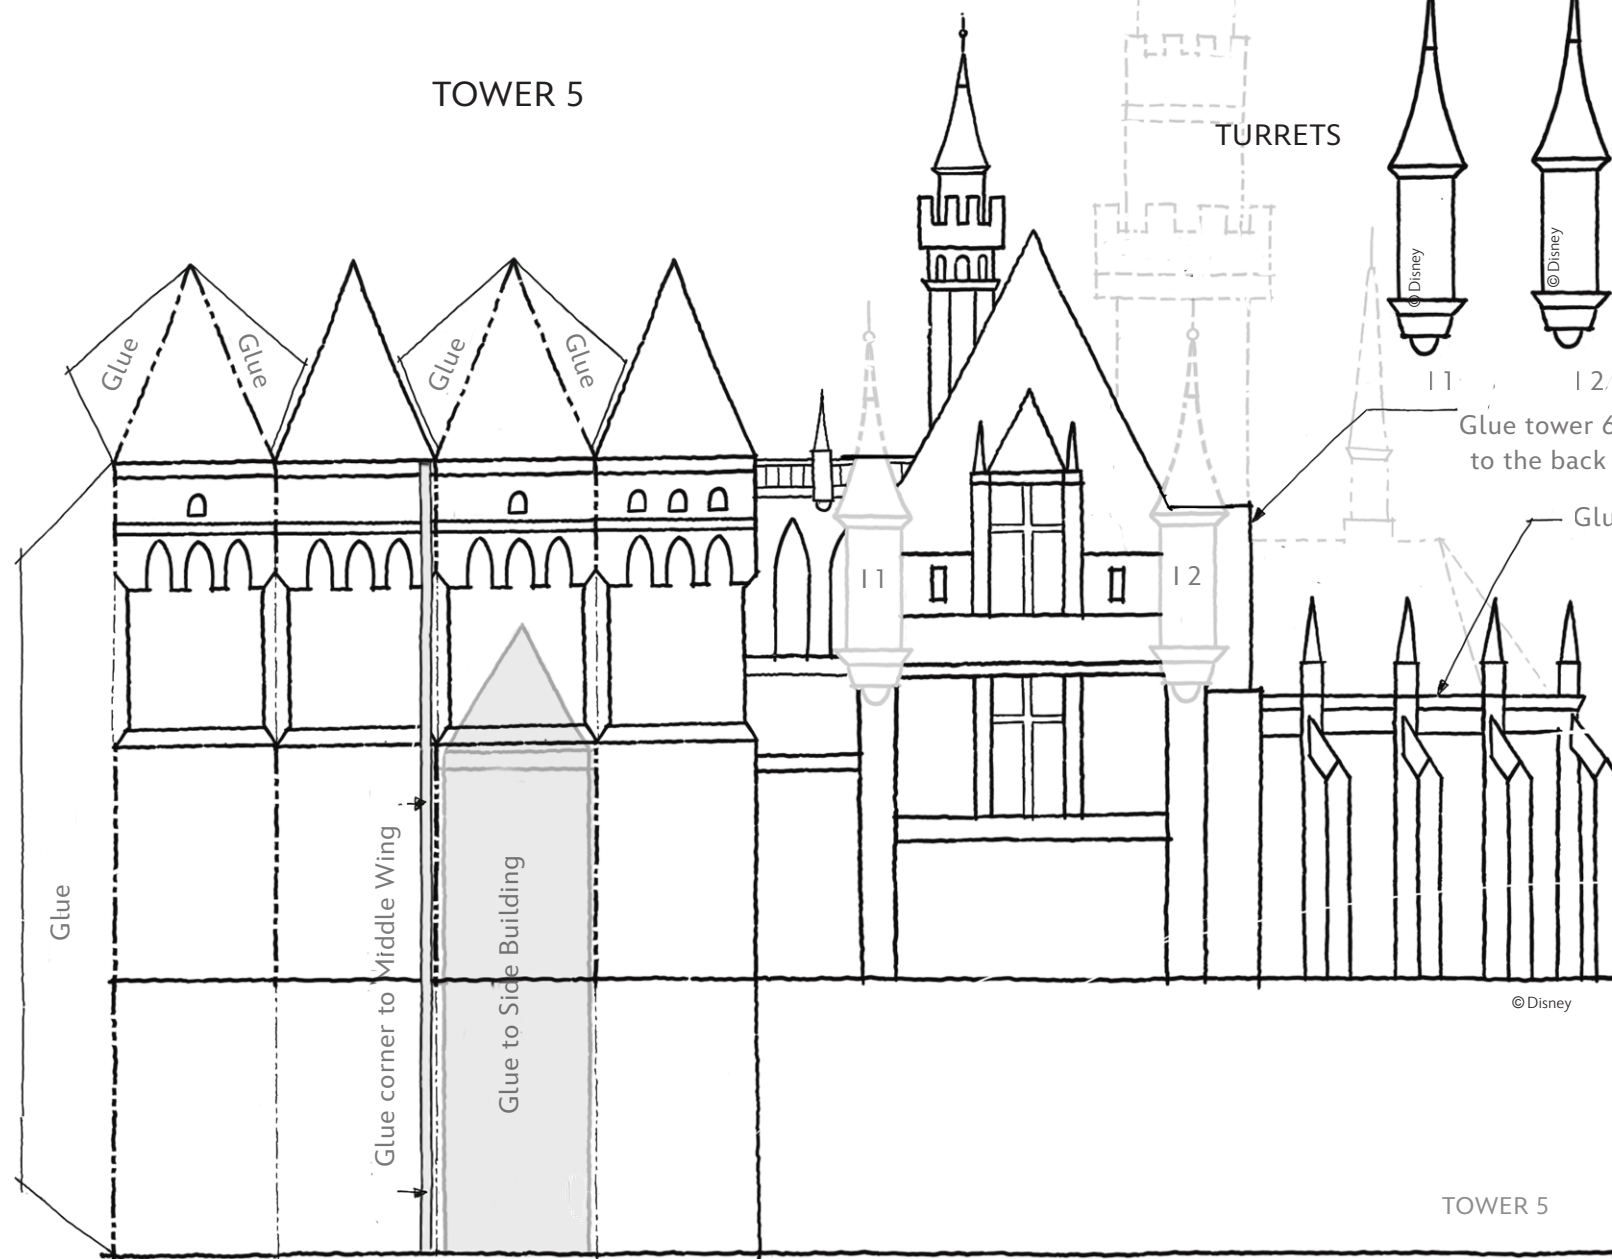 TOWER 5
TURRETS
© Disney
© Disney
11
12
Glue
Glue
Glue
Glue
Glue tower 6
to the back
11
12
Glue
Glue corner to Middle Wing
Glue to Side Building
© Disney
TOWER 5